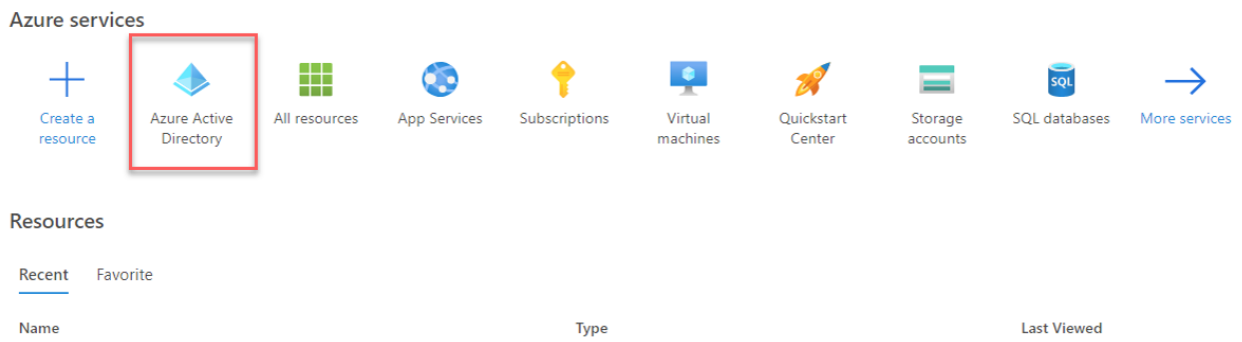 Azure services
Create a resource
Azure Active Directory
All resources
App Services
Subscriptions
Virtual machines
Quickstart Center
Storage accounts
SQL
SQL databases
More services
Resources
Recent Favorite
Name Type Last Viewed